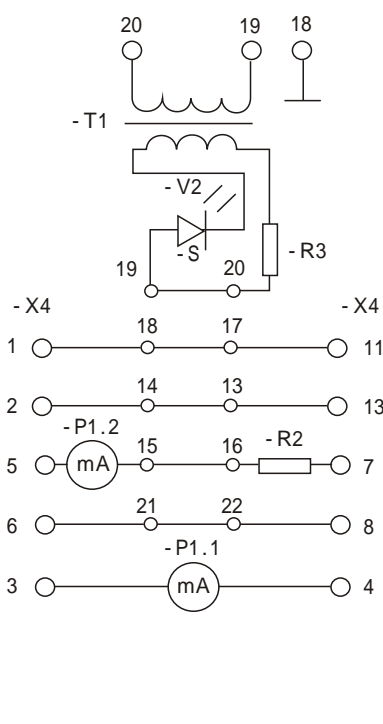 20 19 18
- T1
- V2
- S
- R3
19 20
- X4 - X4
1 18 17 11
2 14 13 13
- P1.2
5 mA 15 16 - R2 7
6 21 22 8
- P1.1
3 mA 4